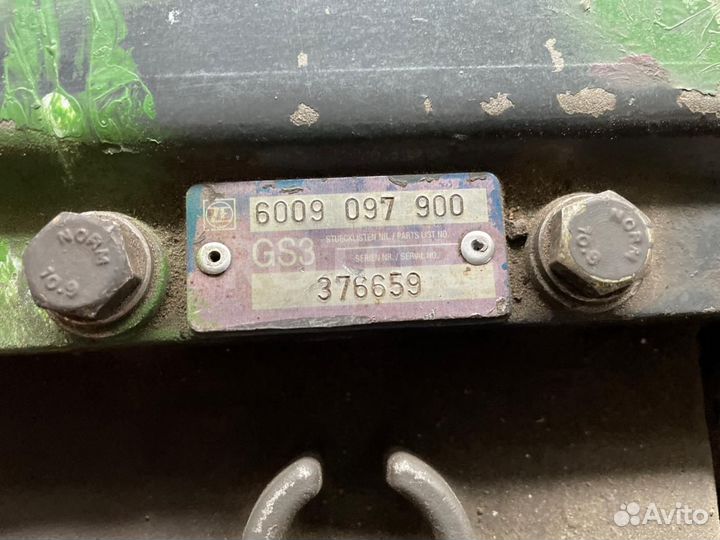 ZF 6009 097 900
GS3 STUECKLISTEN NR. / PARTS LIST NO.
SERIEN NR. / SERIAL NO.
376659
NORM
10.9
NORM
10.9
Avito